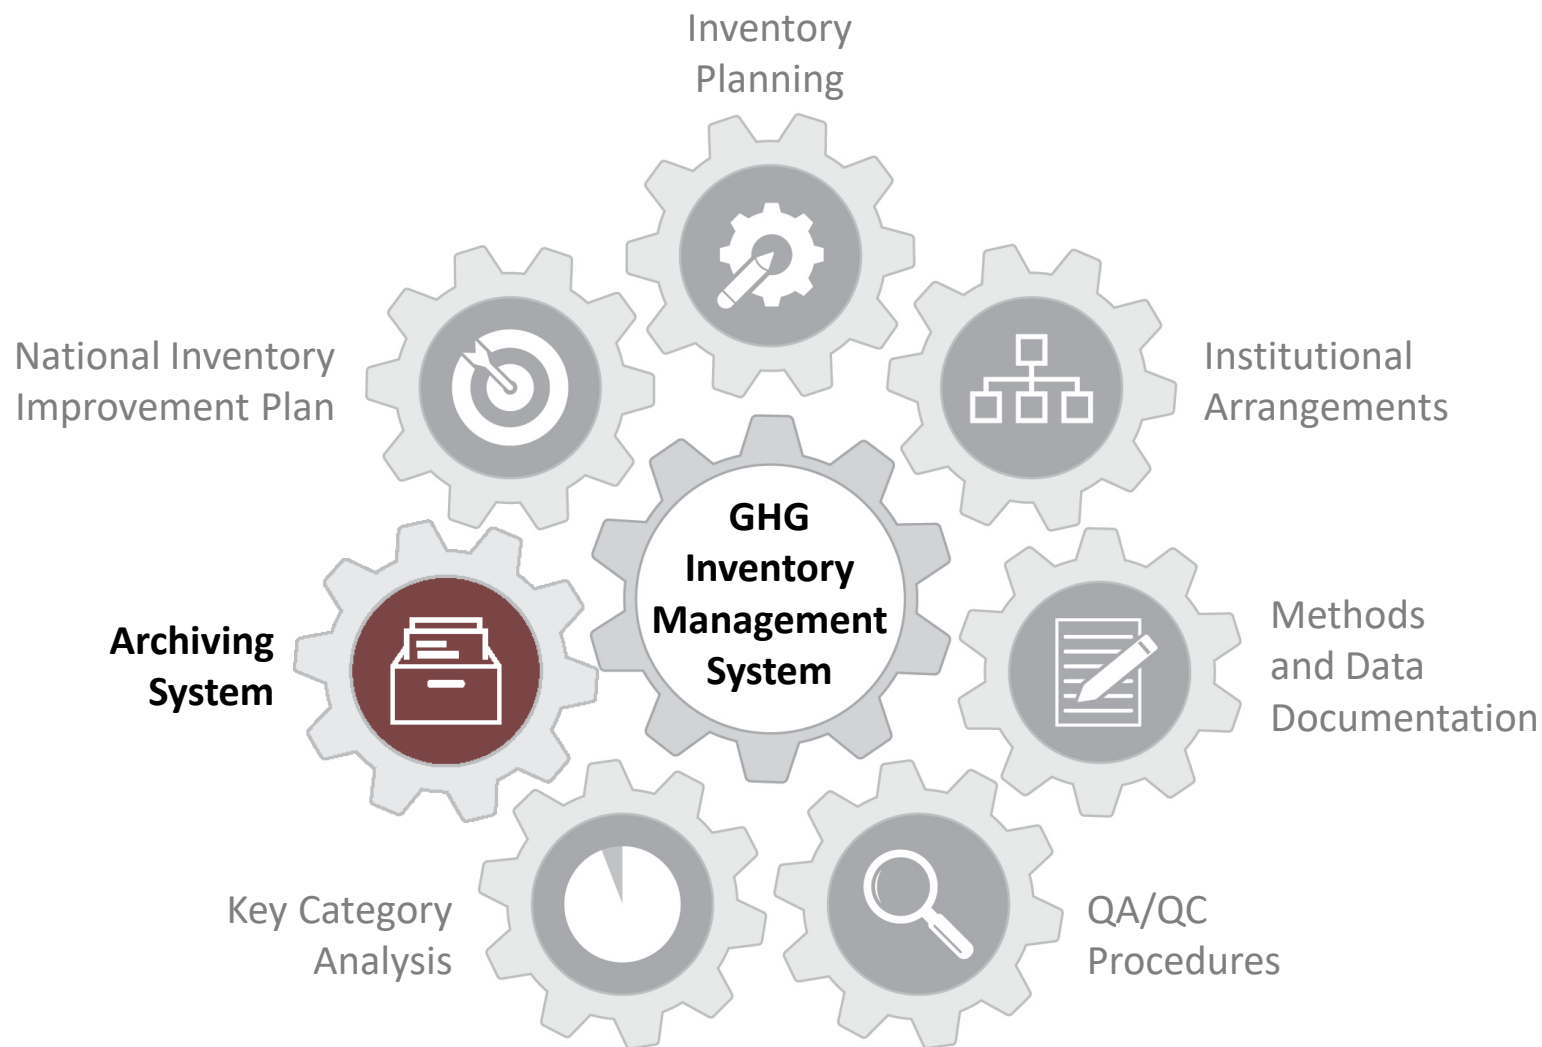 Inventory
Planning
National Inventory
Improvement Plan
Institutional
Arrangements
GHG
Inventory
Management
System
Archiving
System
Methods
and Data
Documentation
Key Category
Analysis
QA/QC
Procedures